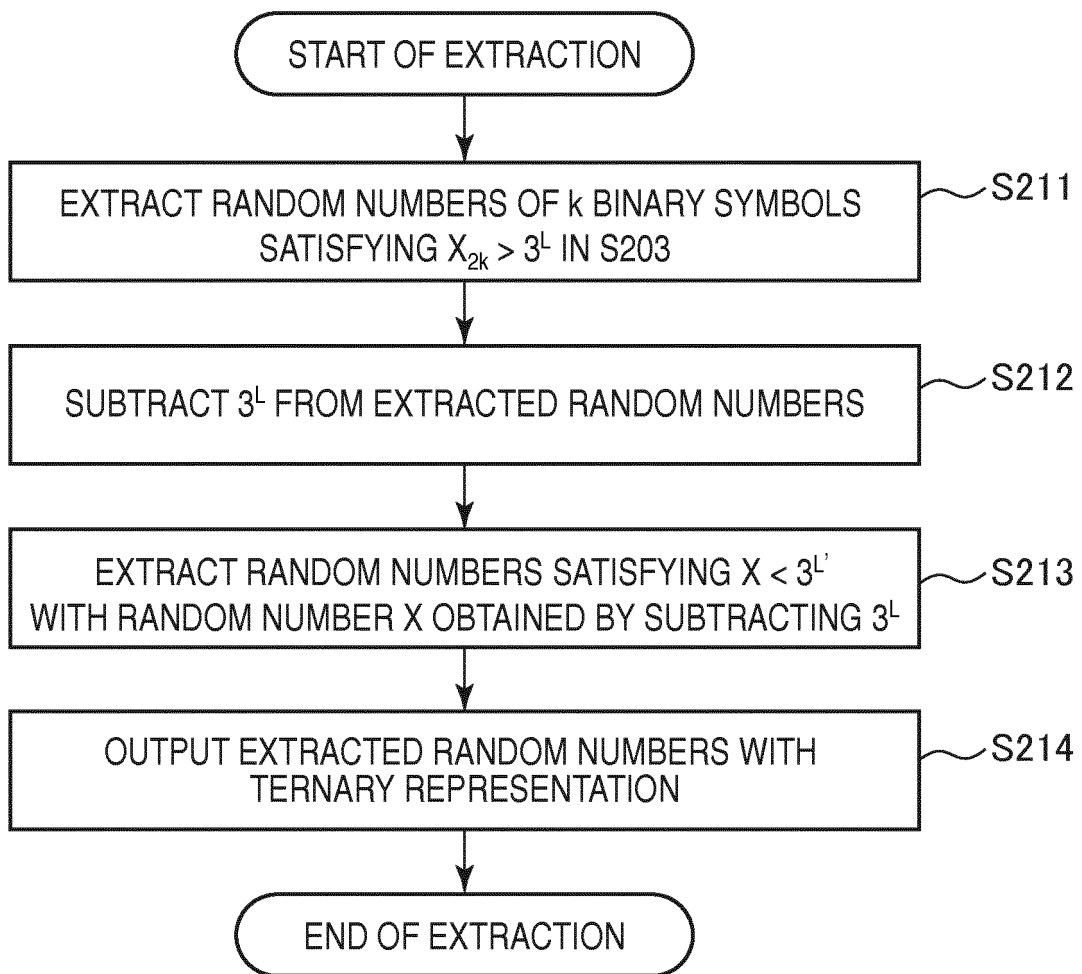 START OF EXTRACTION
EXTRACT RANDOM NUMBERS OF k BINARY SYMBOLS
SATISFYING X₂ₖ > 3ᴸ IN S203
S211
SUBTRACT 3ᴸ FROM EXTRACTED RANDOM NUMBERS
S212
EXTRACT RANDOM NUMBERS SATISFYING X < 3ᴸ'
WITH RANDOM NUMBER X OBTAINED BY SUBTRACTING 3ᴸ
S213
OUTPUT EXTRACTED RANDOM NUMBERS WITH
TERNARY REPRESENTATION
S214
END OF EXTRACTION